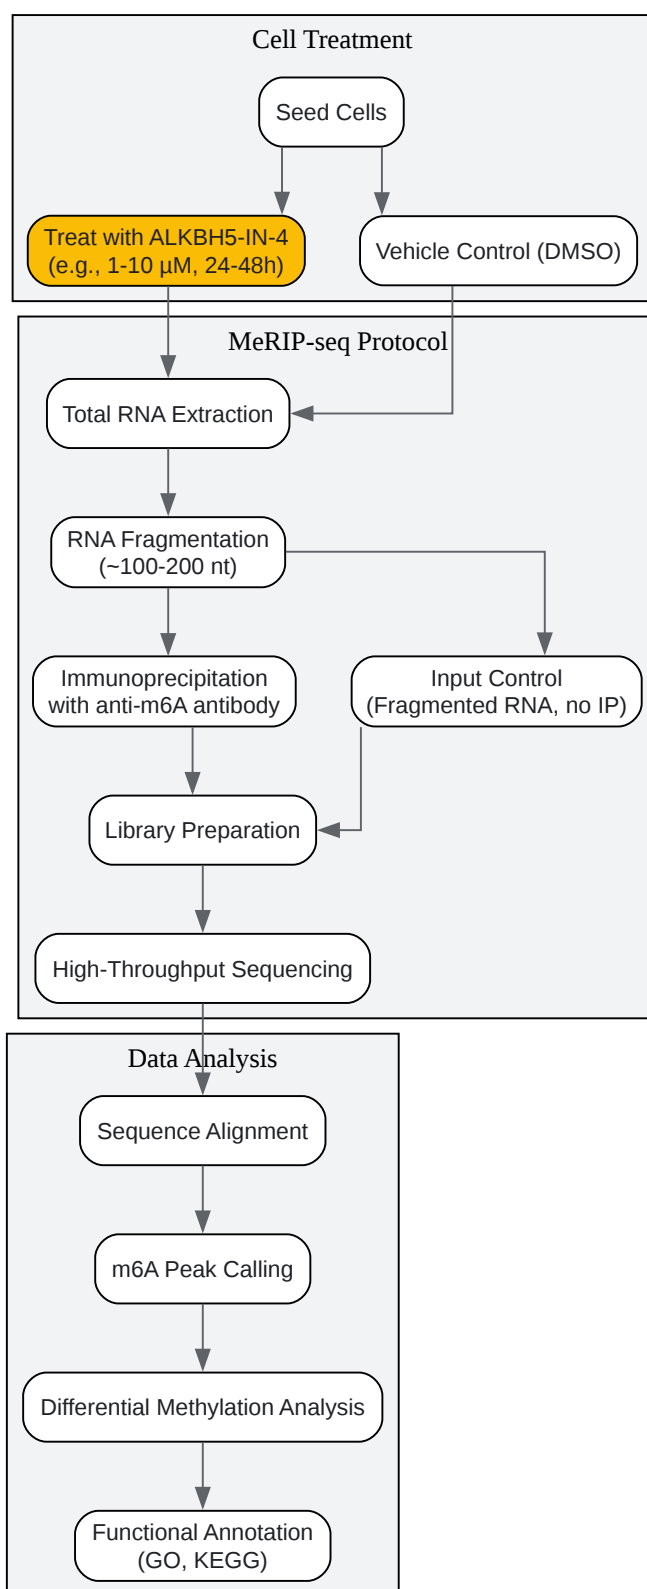 Cell Treatment
Seed Cells
Treat with ALKBH5-IN-4
(e.g., 1-10 µM, 24-48h)
Vehicle Control (DMSO)
MeRIP-seq Protocol
Total RNA Extraction
RNA Fragmentation
(~100-200 nt)
Immunoprecipitation
with anti-m6A antibody
Input Control
(Fragmented RNA, no IP)
Library Preparation
High-Throughput Sequencing
Data Analysis
Sequence Alignment
m6A Peak Calling
Differential Methylation Analysis
Functional Annotation
(GO, KEGG)